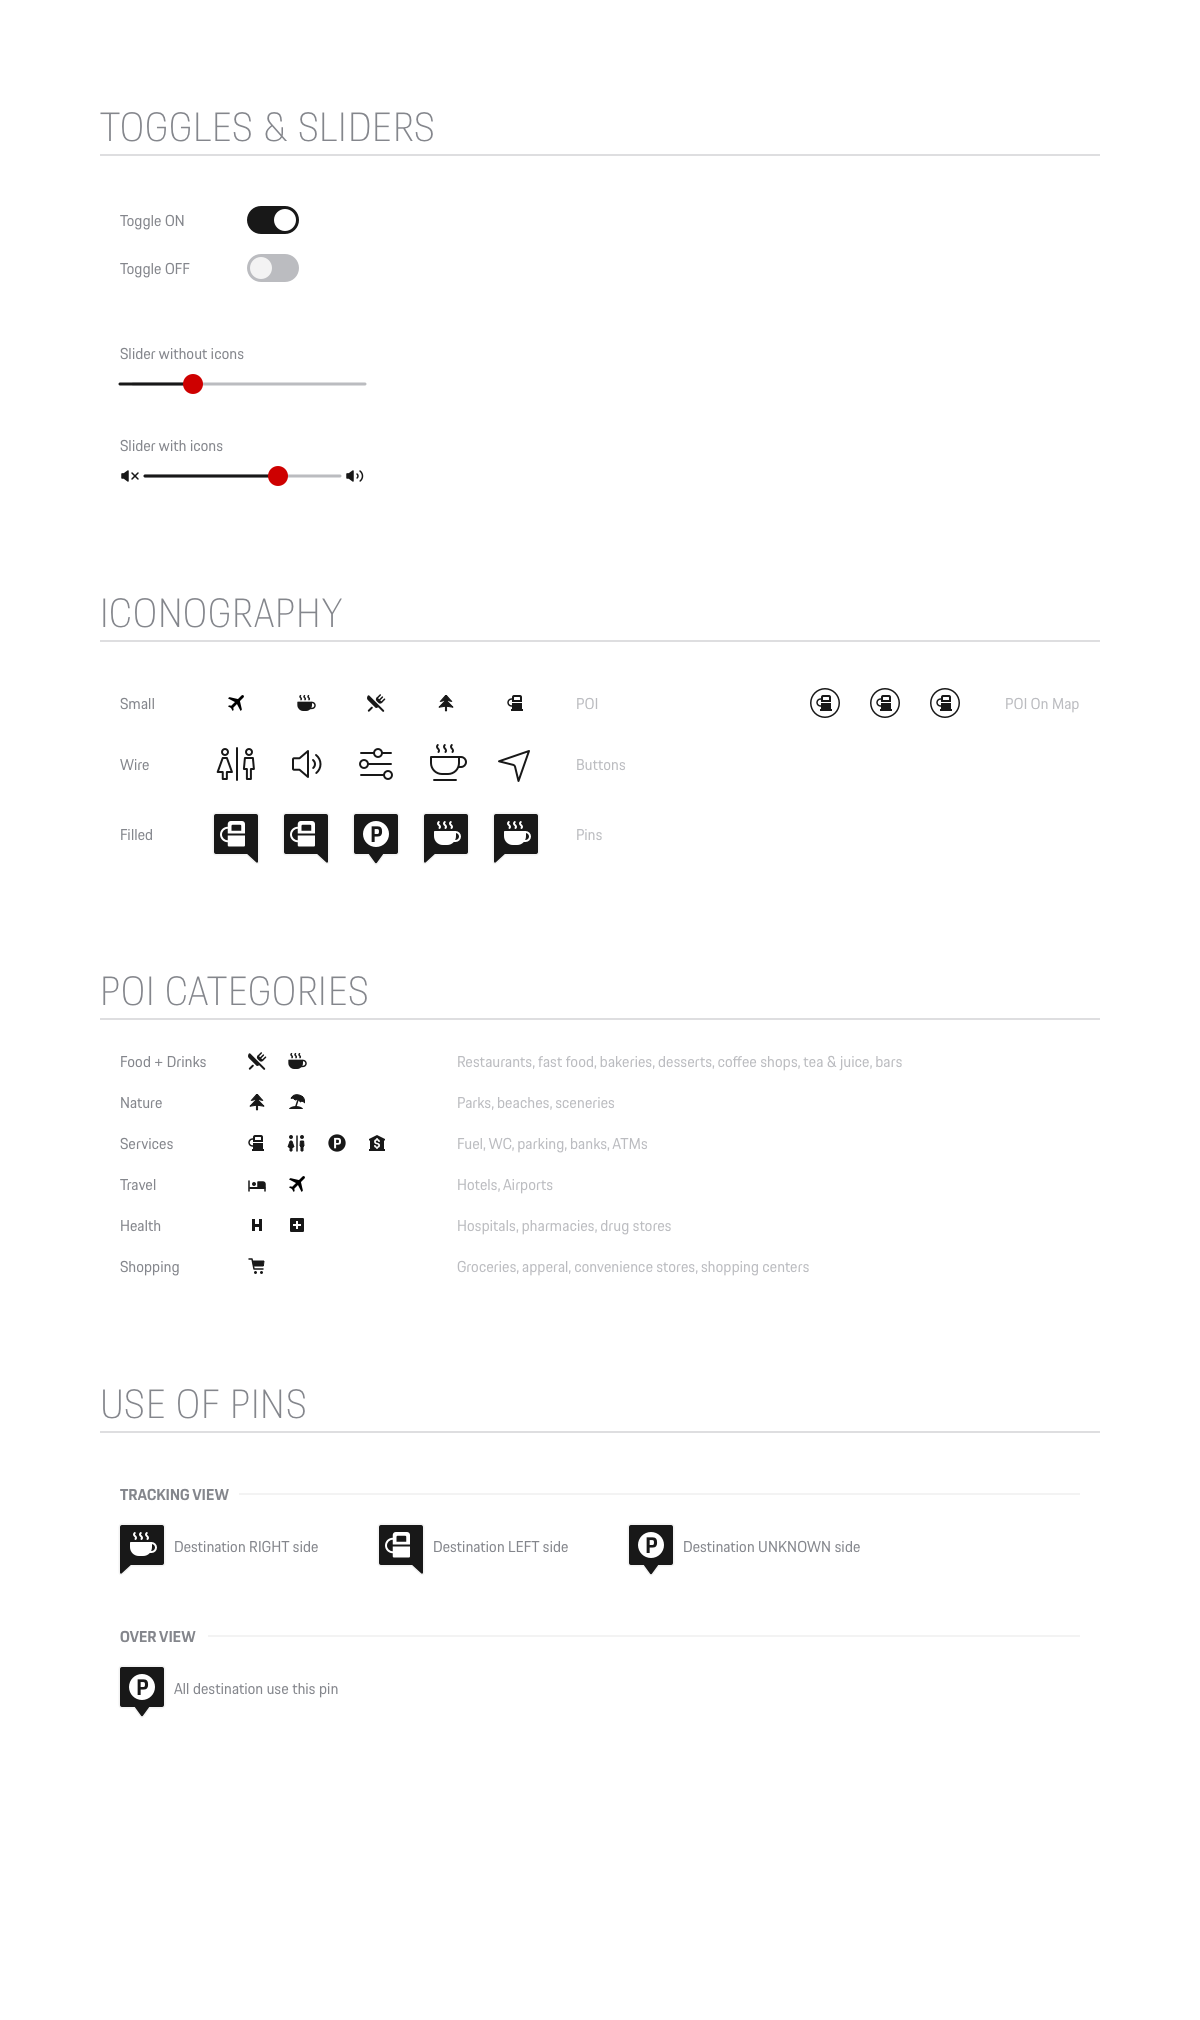 TOGGLES & SLIDERS
Toggle ON
Toggle OFF
Slider without icons
Slider with icons
ICONOGRAPHY
Small POI POI On Map
Wire Buttons
Filled P Pins
POI CATEGORIES
Food + Drinks Restaurants, fast food, bakeries, desserts, coffee shops, tea & juice, bars
Nature Parks, beaches, sceneries
Services P $ Fuel, WC, parking, banks, ATMs
Travel Hotels, Airports
Health H Hospitals, pharmacies, drug stores
Shopping Groceries, apperal, convenience stores, shopping centers
USE OF PINS
TRACKING VIEW
Destination RIGHT side Destination LEFT side P Destination UNKNOWN side
OVER VIEW
P All destination use this pin